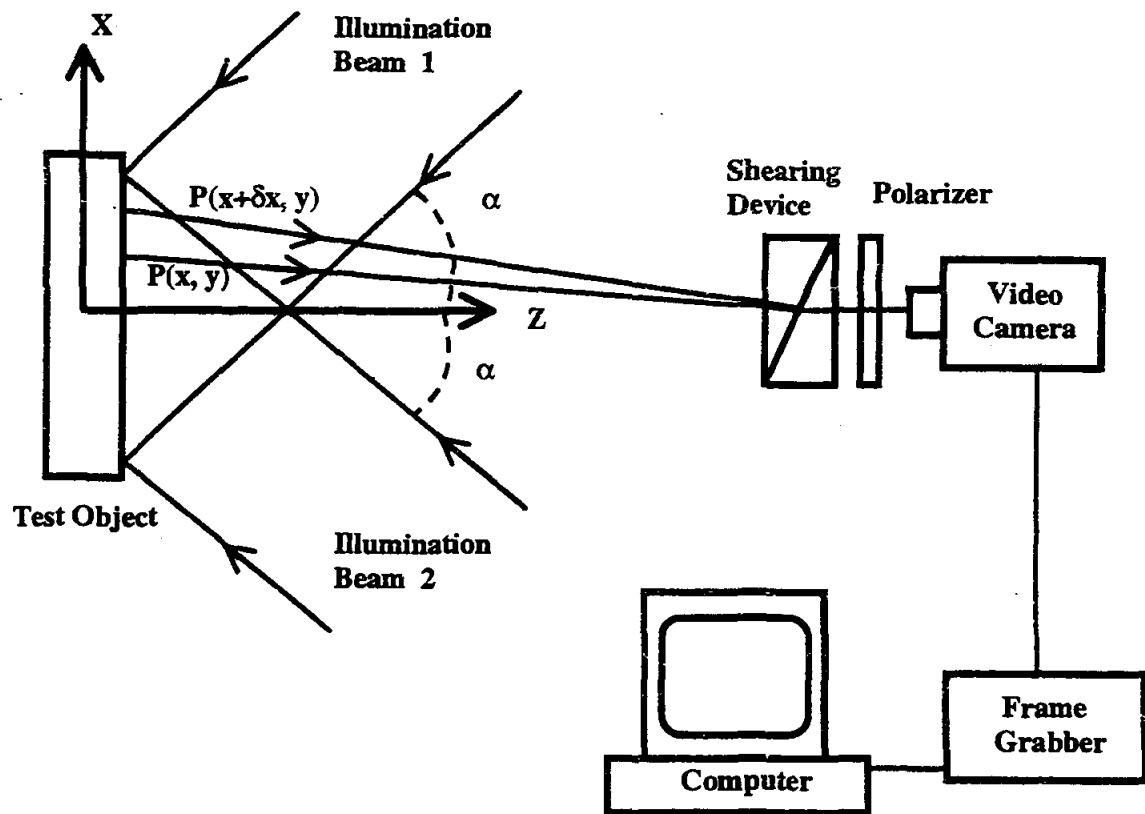 X
Illumination
Beam 1
P(x+δx, y)
α
Shearing
Device
Polarizer
P(x, y)
Z
Video
Camera
α
Test Object
Illumination
Beam 2
Frame
Grabber
Computer